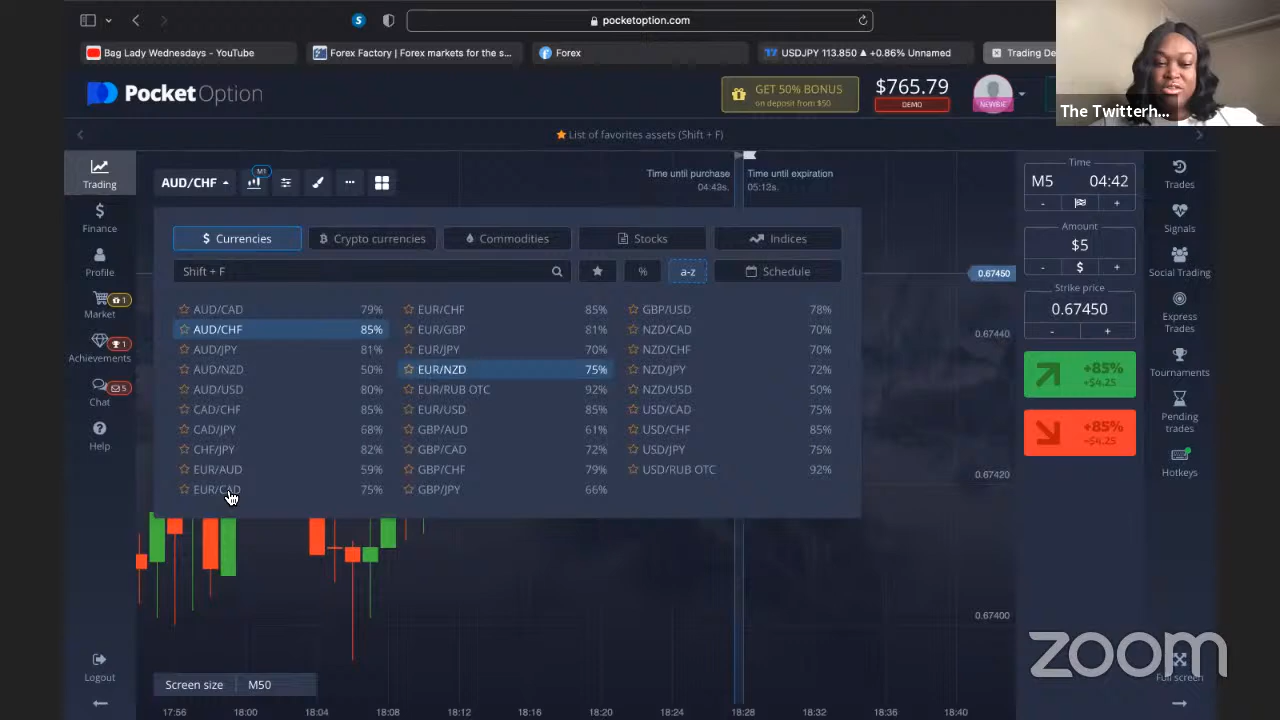 pocketoption.com
Bag Lady Wednesdays - YouTube
Forex Factory | Forex markets for the s...
Forex
USDJPY 113.850 ▲ +0.86% Unnamed
Trading De
PocketOption
GET 50% BONUS
on deposit from $50
$765.79
DEMO
NEWBIE
The Twitterh...
List of favorites assets (Shift + F)
Trading
Finance
Profile
Market
1
Achievements
1
Chat
5
Help
Logout
AUD/CHF
M1
Time until purchase
04:43s.
Time until expiration
05:12s.
$ Currencies
Crypto currencies
Commodities
Stocks
Indices
Shift + F
%
a-z
Schedule
AUD/CAD 79%
AUD/CHF 85%
AUD/JPY 81%
AUD/NZD 50%
AUD/USD 80%
CAD/CHF 85%
CAD/JPY 68%
CHF/JPY 82%
EUR/AUD 59%
EUR/CAD 75%
EUR/CHF 85%
EUR/GBP 81%
EUR/JPY 70%
EUR/NZD 75%
EUR/RUB OTC 92%
EUR/USD 85%
GBP/AUD 61%
GBP/CAD 72%
GBP/CHF 79%
GBP/JPY 66%
GBP/USD 78%
NZD/CAD 70%
NZD/CHF 70%
NZD/JPY 72%
NZD/USD 50%
USD/CAD 75%
USD/CHF 85%
USD/JPY 75%
USD/RUB OTC 92%
0.67450
0.67440
0.67420
0.67400
Screen size M50
17:56 18:00 18:04 18:08 18:12 18:16 18:20 18:24 18:28 18:32 18:36 18:40
Time
M5 04:42
- +
Amount
$5
- $ +
Strike price
0.67450
- +
+85%
+$4.25
+85%
+$4.25
Trades
Signals
Social Trading
Express
Trades
Tournaments
Pending
trades
Hotkeys
Full screen
zoom